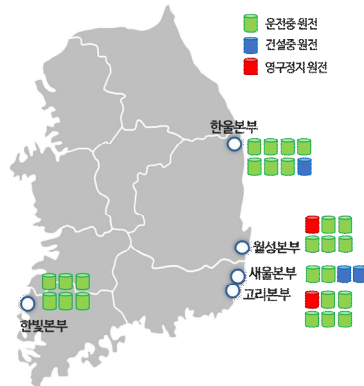 운전중 원전
건설중 원전
영구정지 원전
한울본부
월성본부
새울본부
고리본부
한빛본부